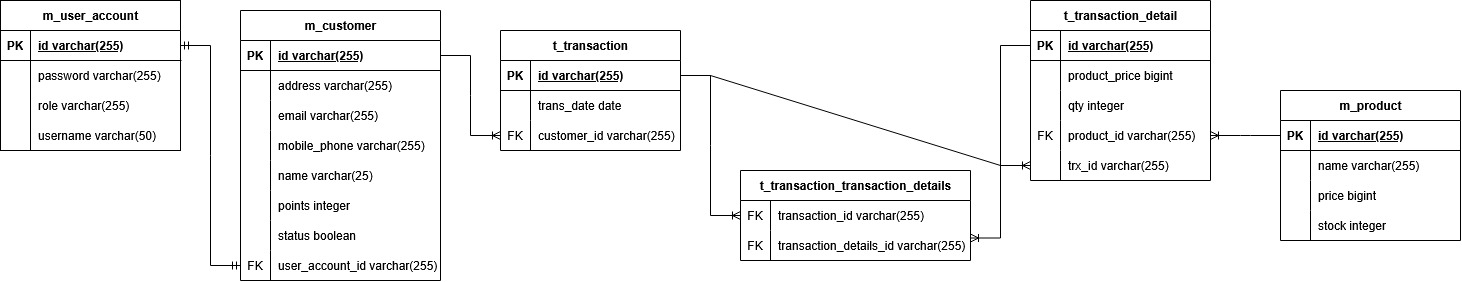 m_user_account
PK id varchar(255)
password varchar(255)
role varchar(255)
username varchar(50)
m_customer
PK id varchar(255)
address varchar(255)
email varchar(255)
mobile_phone varchar(255)
name varchar(25)
points integer
status boolean
FK user_account_id varchar(255)
t_transaction
PK id varchar(255)
trans_date date
FK customer_id varchar(255)
t_transaction_transaction_details
FK transaction_id varchar(255)
FK transaction_details_id varchar(255)
t_transaction_detail
PK id varchar(255)
product_price bigint
qty integer
FK product_id varchar(255)
trx_id varchar(255)
m_product
PK id varchar(255)
name varchar(255)
price bigint
stock integer